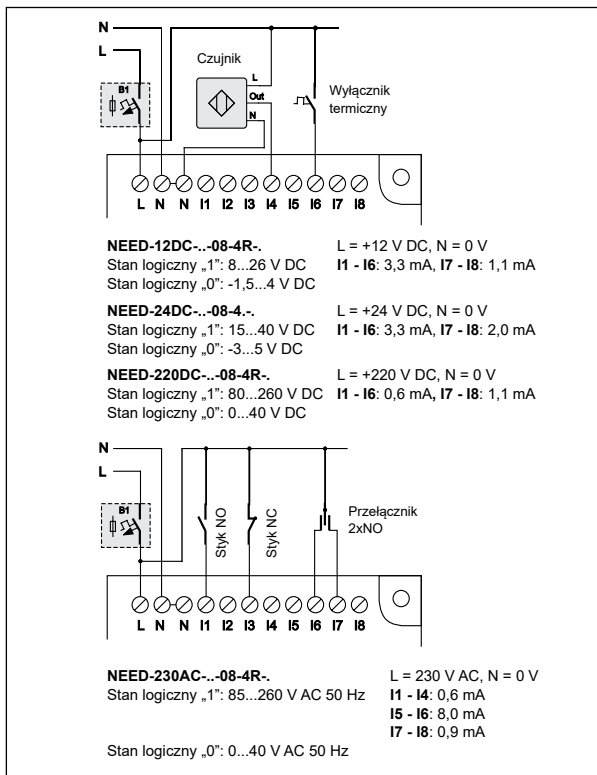 N
L
B1
Czujnik
L
Out
N
Wyłącznik
termiczny
L N N I1 I2 I3 I4 I5 I6 I7 I8
NEED-12DC-..-08-4R-. L = +12 V DC, N = 0 V
Stan logiczny „1”: 8...26 V DC I1 - I6: 3,3 mA, I7 - I8: 1,1 mA
Stan logiczny „0”: -1,5...4 V DC
NEED-24DC-..-08-4.-. L = +24 V DC, N = 0 V
Stan logiczny „1”: 15...40 V DC I1 - I6: 3,3 mA, I7 - I8: 2,0 mA
Stan logiczny „0”: -3...5 V DC
NEED-220DC-..-08-4R-. L = +220 V DC, N = 0 V
Stan logiczny „1”: 80...260 V DC I1 - I6: 0,6 mA, I7 - I8: 1,1 mA
Stan logiczny „0”: 0...40 V DC
N
L
B1
Styk NO
Styk NC
Przełącznik
2xNO
L N N I1 I2 I3 I4 I5 I6 I7 I8
NEED-230AC-..-08-4R-. L = 230 V AC, N = 0 V
Stan logiczny „1”: 85...260 V AC 50 Hz I1 - I4: 0,6 mA
I5 - I6: 8,0 mA
I7 - I8: 0,9 mA
Stan logiczny „0”: 0...40 V AC 50 Hz